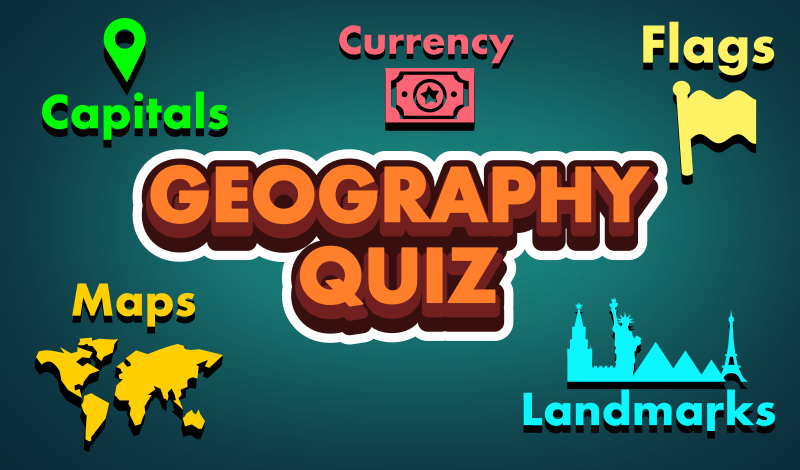 Currency
Flags
Capitals
GEOGRAPHY
QUIZ
Maps
Landmarks